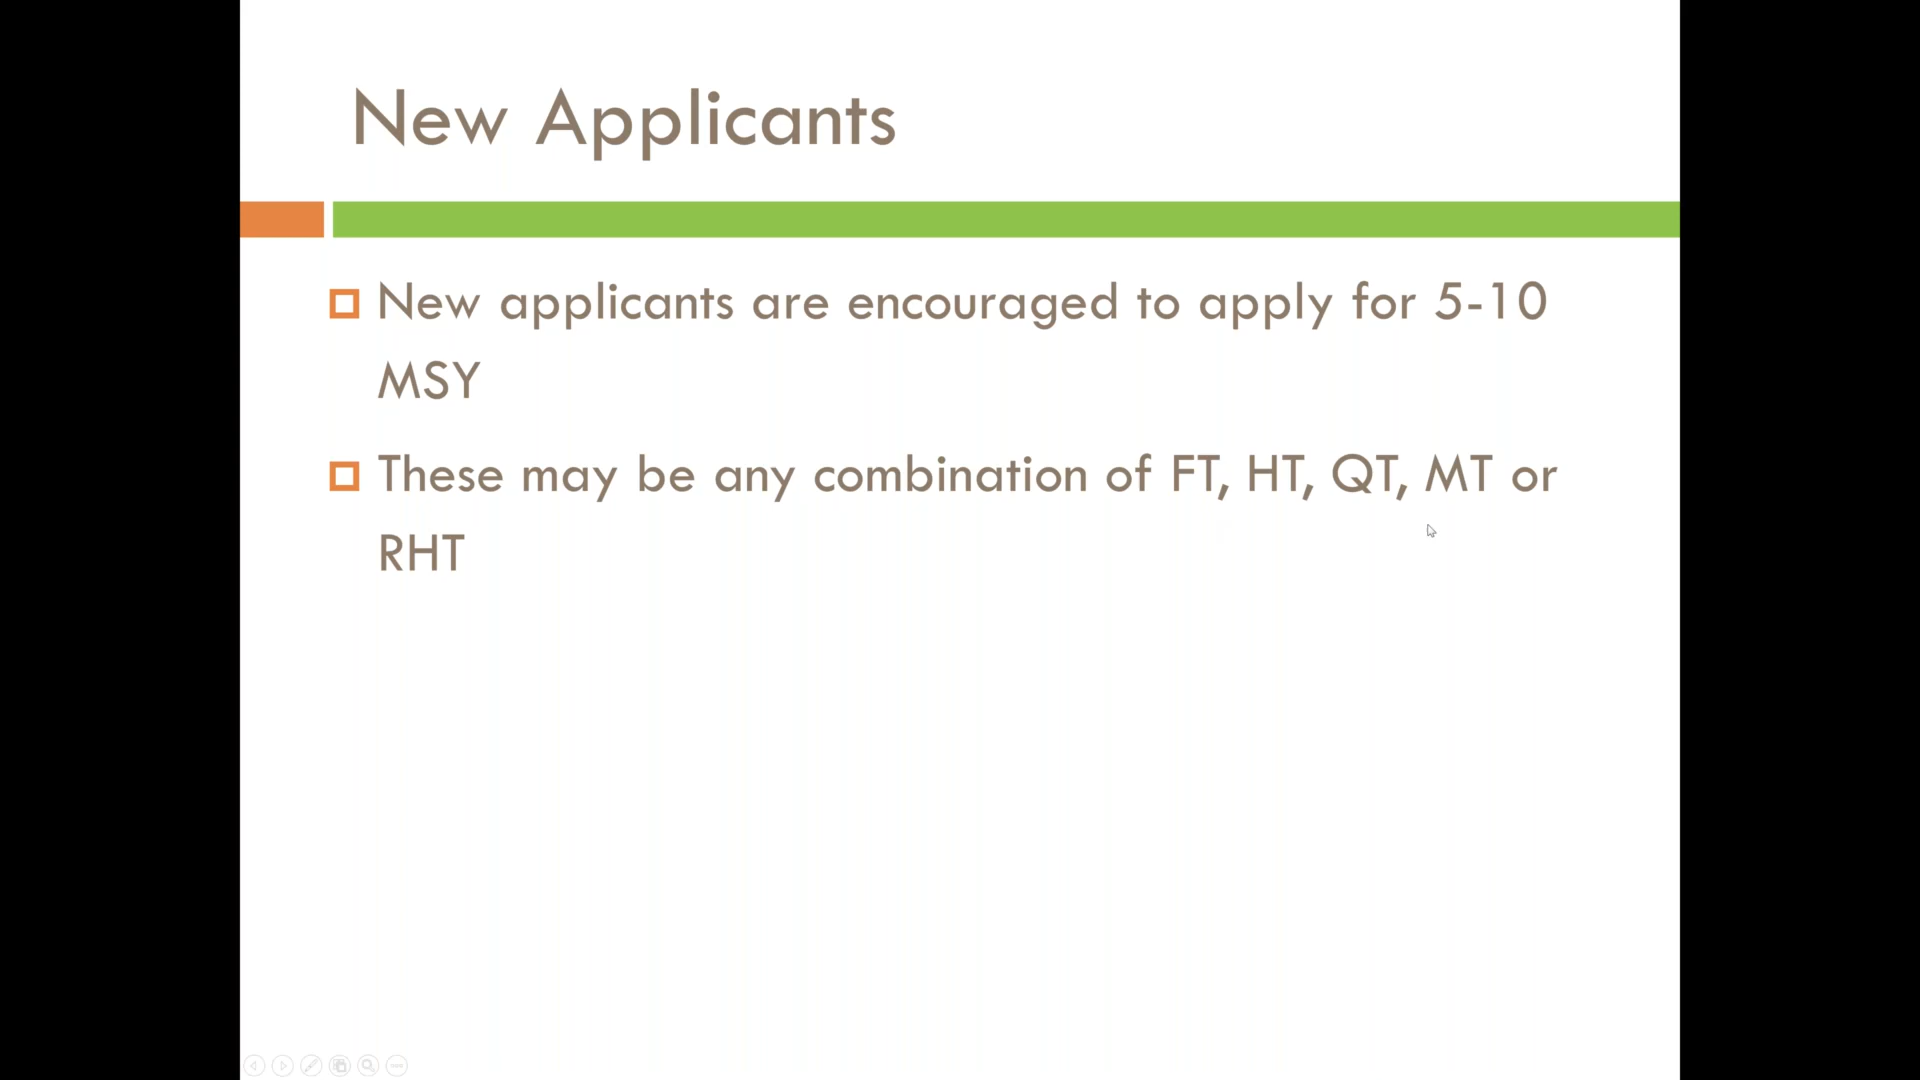 New Applicants
New applicants are encouraged to apply for 5-10
MSY
These may be any combination of FT, HT, QT, MT or
RHT